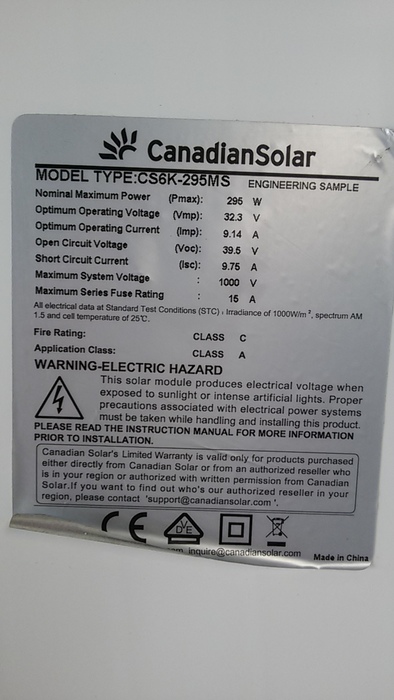 CanadianSolar
MODEL TYPE:CS6K-295MS ENGINEERING SAMPLE
Nominal Maximum Power (Pmax): 295 W
Optimum Operating Voltage (Vmp): 32.3 V
Optimum Operating Current (Imp): 9.14 A
Open Circuit Voltage (Voc): 39.5 V
Short Circuit Current (Isc): 9.75 A
Maximum System Voltage : 1000 V
Maximum Series Fuse Rating : 15 A
All electrical data at Standard Test Conditions (STC) , Irradiance of 1000W/m², spectrum AM
1.5 and cell temperature of 25℃.
Fire Rating: CLASS C
Application Class: CLASS A
WARNING-ELECTRIC HAZARD
This solar module produces electrical voltage when
exposed to sunlight or intense artificial lights. Proper
precautions associated with electrical power systems
must be taken while handling and installing this product.
PLEASE READ THE INSTRUCTION MANUAL FOR MORE INFORMATION
PRIOR TO INSTALLATION.
Canadian Solar's Limited Warranty is valid only for products purchased
either directly from Canadian Solar or from an authorized reseller who
is in your region or authorized with written permission from Canadian
Solar.If you want to find out who's our authorized reseller in your
region, please contact 'support@canadiansolar.com '.
CE DVE
inquire@canadiansolar.com Made in China